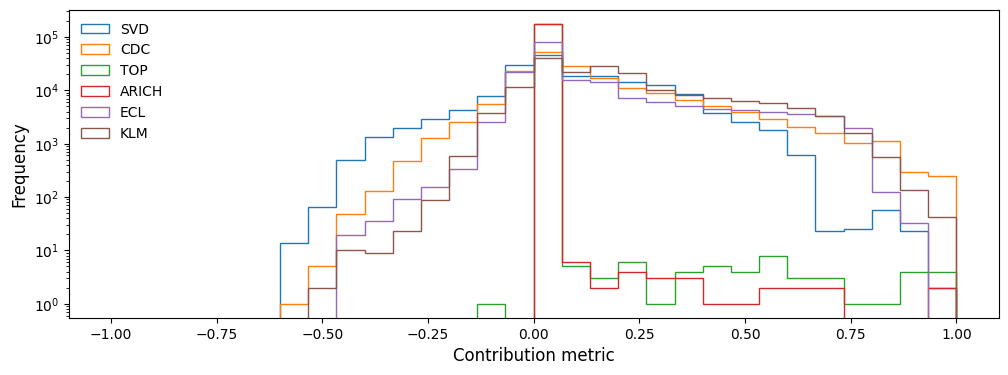 SVD
CDC
TOP
ARICH
ECL
KLM
Frequency
10⁵
10⁴
10³
10²
10¹
10⁰
−1.00 −0.75 −0.50 −0.25 0.00 0.25 0.50 0.75 1.00
Contribution metric